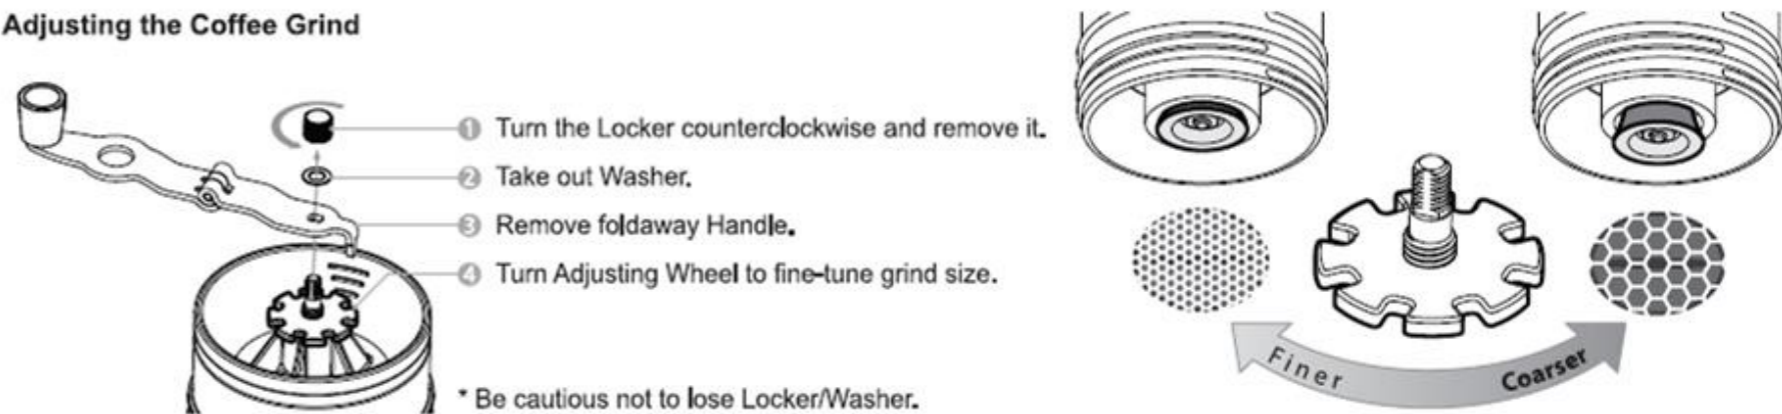 Adjusting the Coffee Grind
1 Turn the Locker counterclockwise and remove it.
2 Take out Washer.
3 Remove foldaway Handle.
4 Turn Adjusting Wheel to fine-tune grind size.
* Be cautious not to lose Locker/Washer.
Finer
Coarser